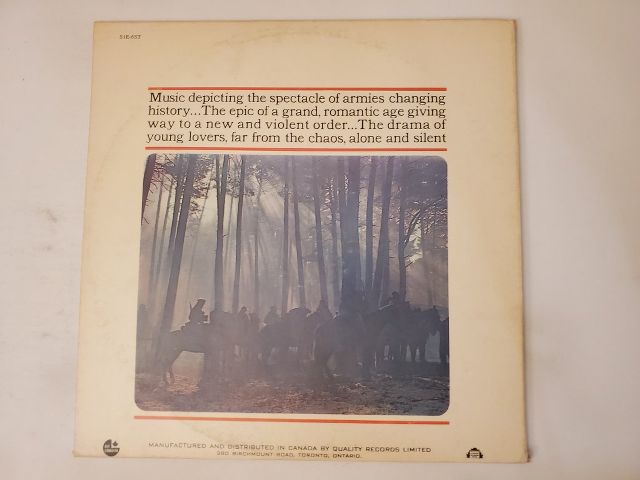 S1E-6ST
Music depicting the spectacle of armies changing
history...The epic of a grand, romantic age giving
way to a new and violent order...The drama of
young lovers, far from the chaos, alone and silent
MANUFACTURED AND DISTRIBUTED IN CANADA BY QUALITY RECORDS LIMITED
380 BIRCHMOUNT ROAD, TORONTO, ONTARIO.